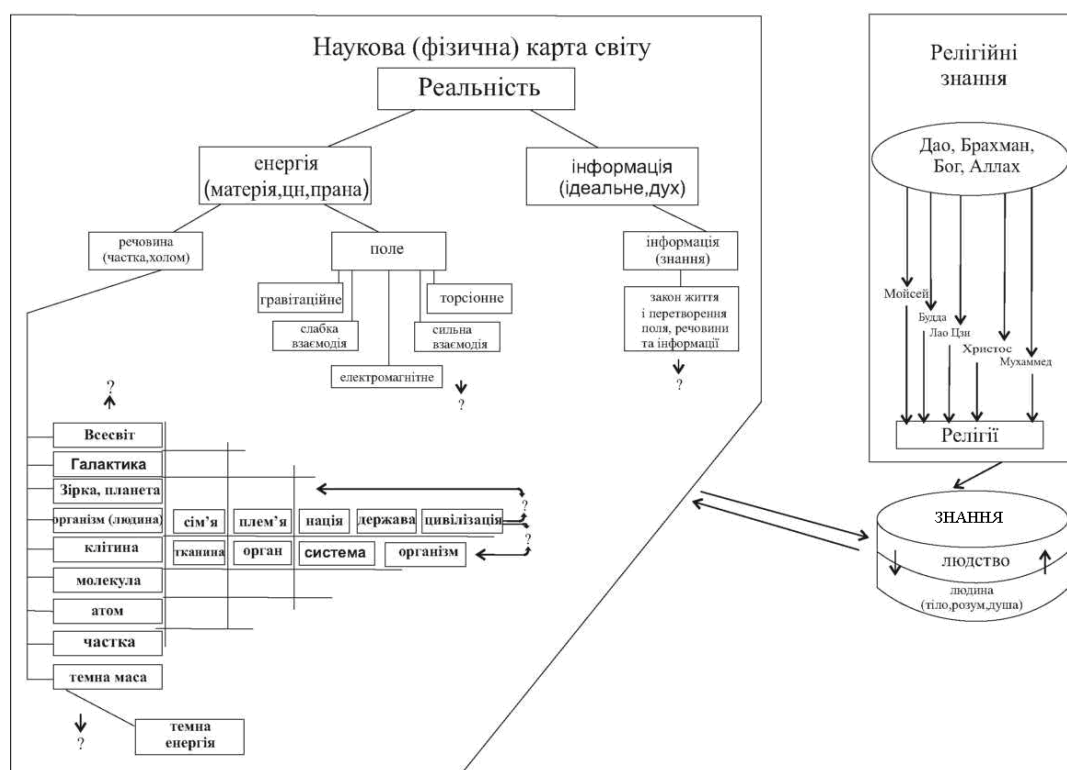 Наукова (фізична) карта світу
Реальність
енергія
(матерія,цн,прана)
інформація
(ідеальне,дух)
речовина
(частка,холом)
поле
інформація
(знання)
гравітаційне
торсіонне
слабка
взаємодія
сильна
взаємодія
електромагнітне
?
закон життя
і перетворення
поля, речовини
та інформації
?
?
Всесвіт
Галактика
Зірка, планета
організм (людина)
сім’я
плем’я
нація
держава
цивілізація
?
?
клітина
тканина
орган
система
організм
молекула
атом
частка
темна маса
?
темна
енергія
Релігійні
знання
Дао, Брахман,
Бог, Аллах
Мойсей
Будда
Лао Цзи
Христос
Мухаммед
Релігії
ЗНАННЯ
людство
людина
(тіло,розум,душа)